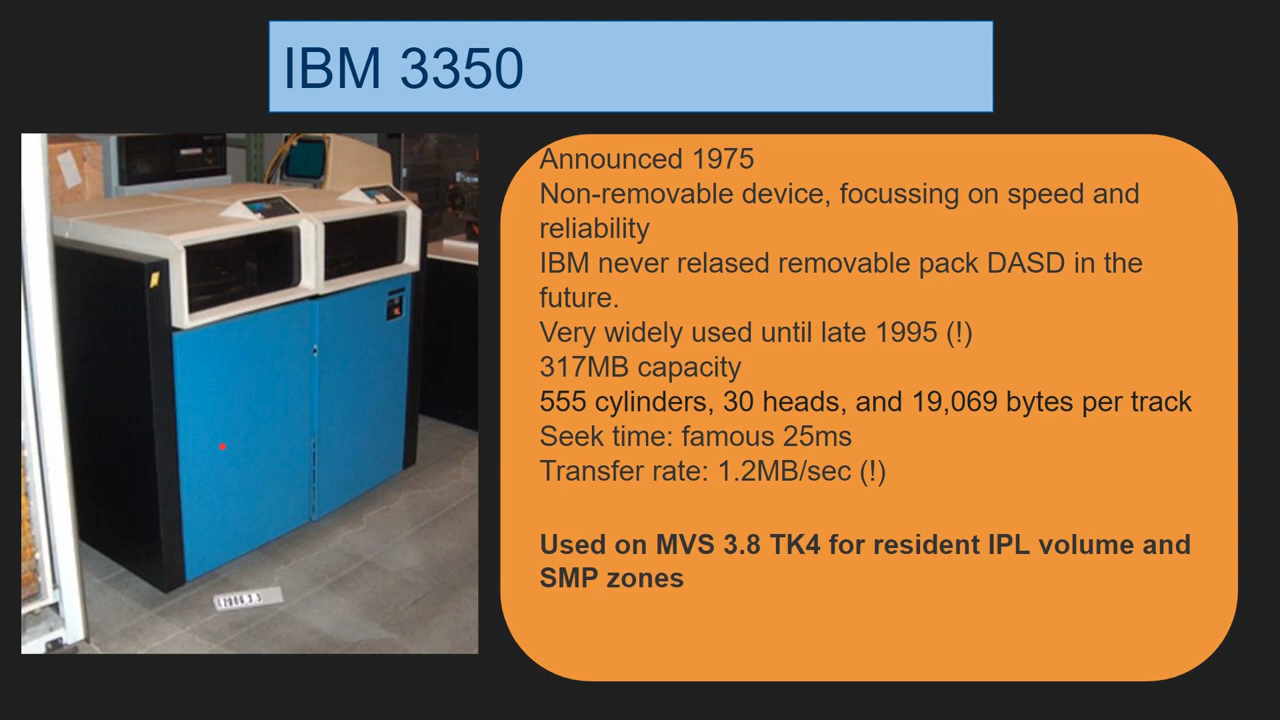 IBM 3350
Announced 1975
Non-removable device, focussing on speed and
reliability
IBM never relased removable pack DASD in the
future.
Very widely used until late 1995 (!)
317MB capacity
555 cylinders, 30 heads, and 19,069 bytes per track
Seek time: famous 25ms
Transfer rate: 1.2MB/sec (!)
Used on MVS 3.8 TK4 for resident IPL volume and
SMP zones